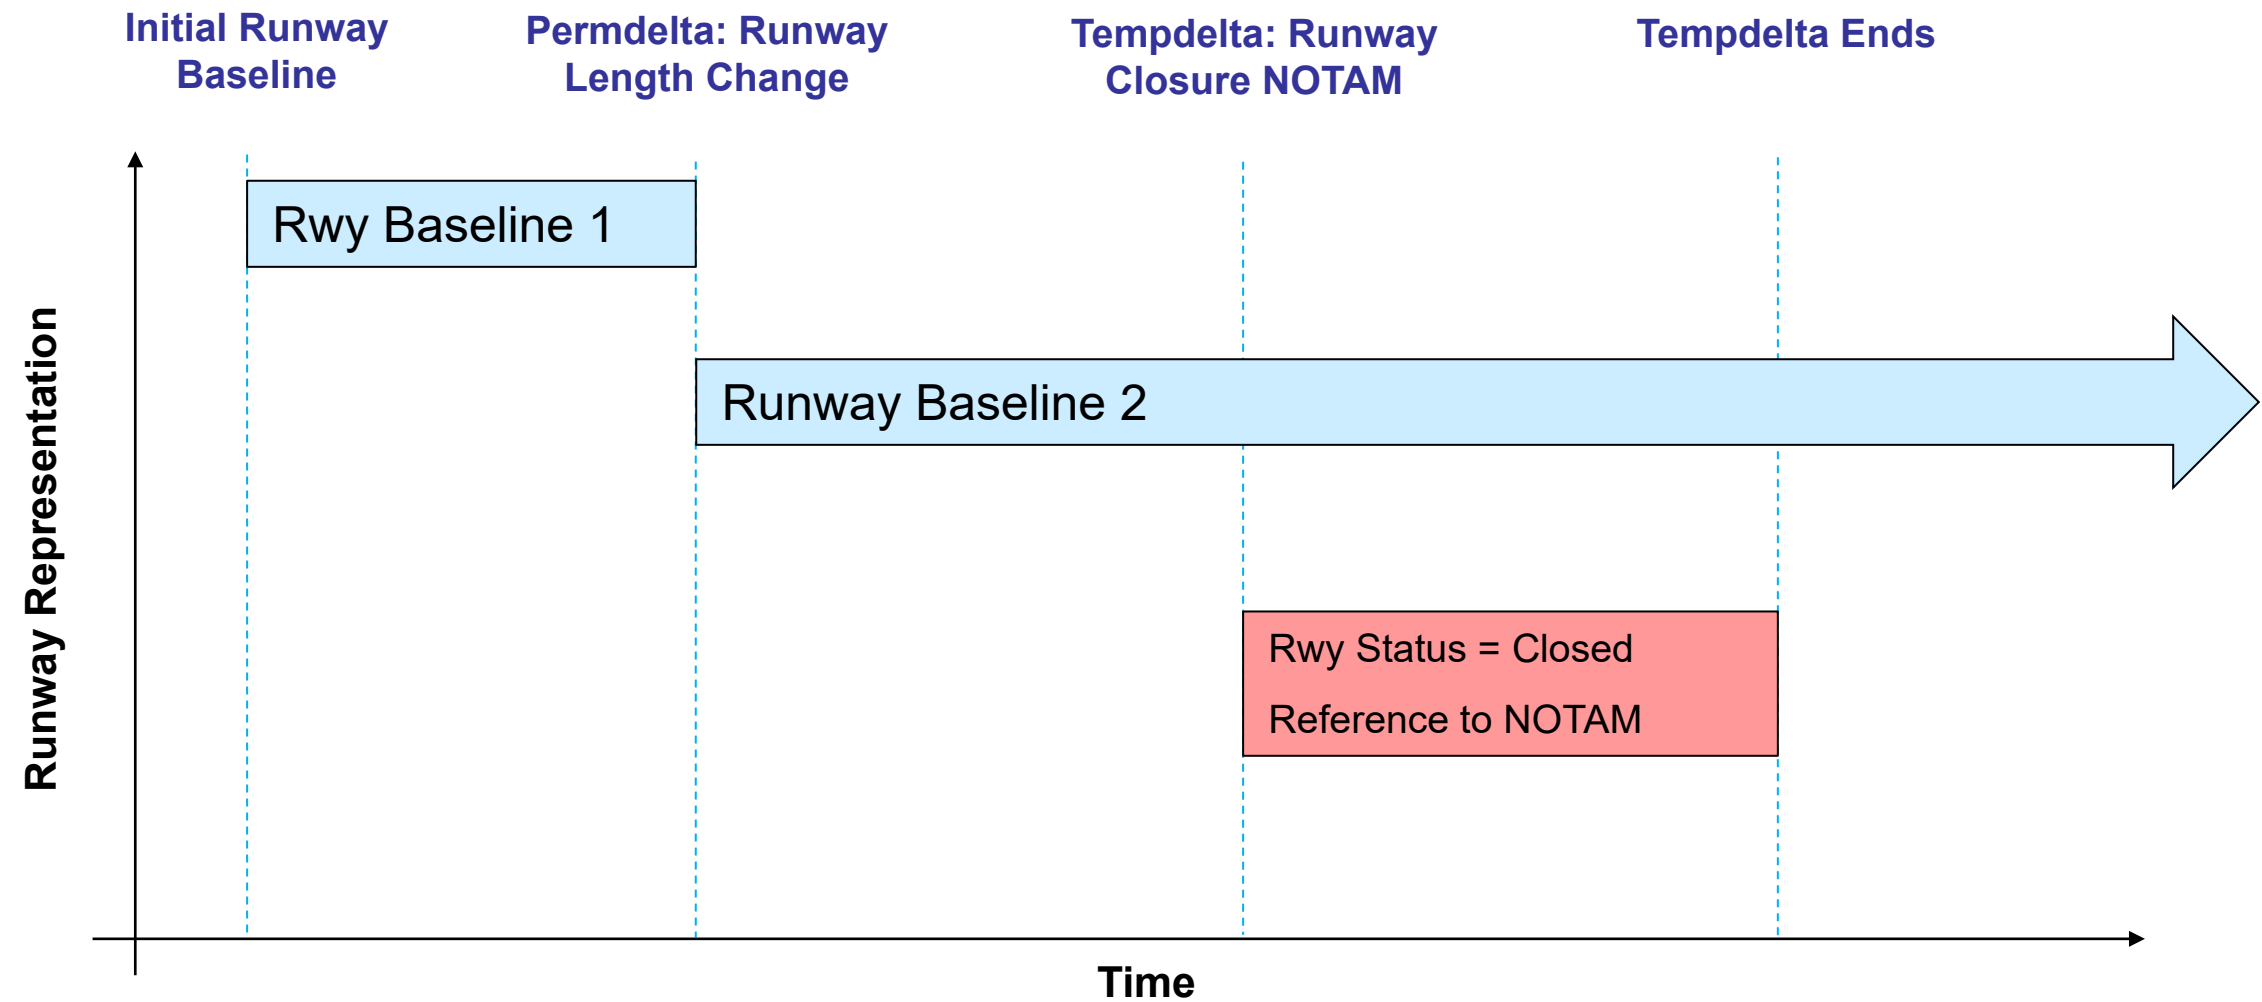 Initial Runway
Baseline
Permdelta: Runway
Length Change
Tempdelta: Runway
Closure NOTAM
Tempdelta Ends
Rwy Baseline 1
Runway Baseline 2
Rwy Status = Closed
Reference to NOTAM
Runway Representation
Time